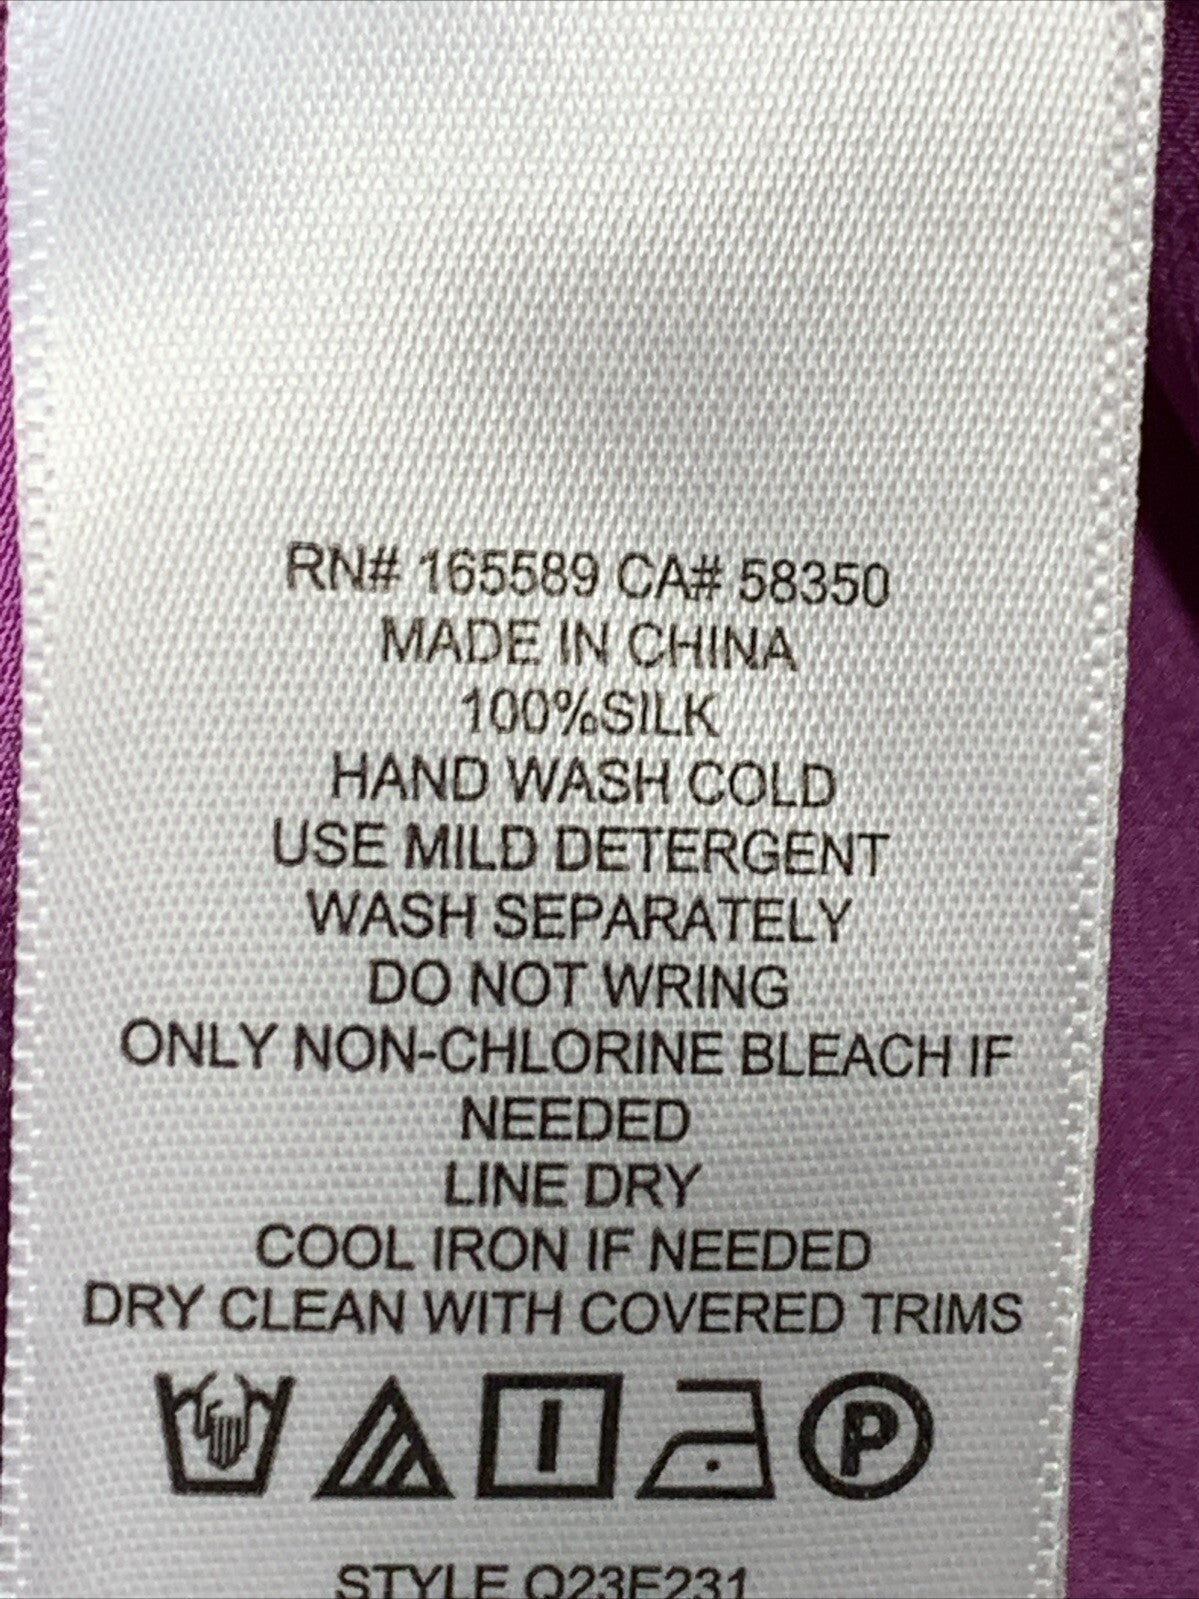 RN# 165589 CA# 58350
MADE IN CHINA
100%SILK
HAND WASH COLD
USE MILD DETERGENT
WASH SEPARATELY
DO NOT WRING
ONLY NON-CHLORINE BLEACH IF
NEEDED
LINE DRY
COOL IRON IF NEEDED
DRY CLEAN WITH COVERED TRIMS
P
STYLE